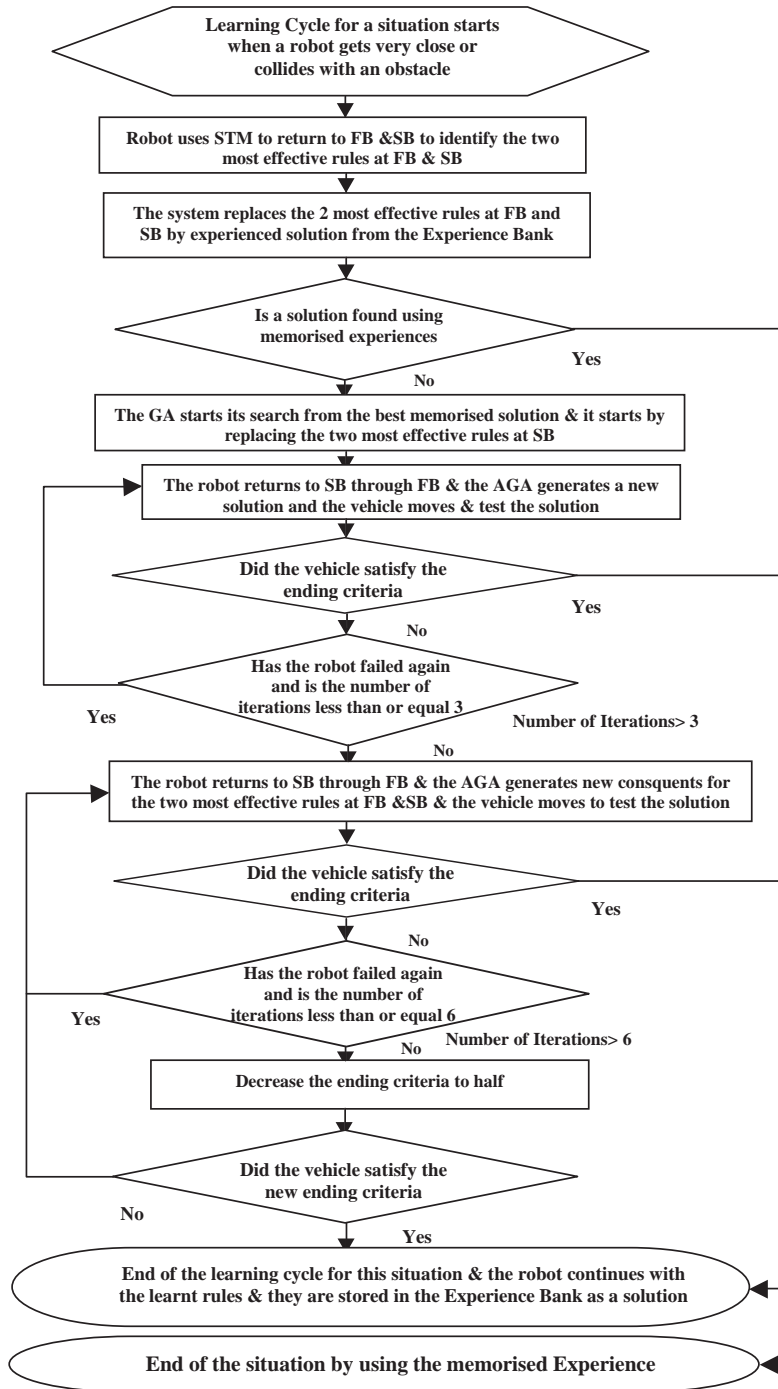 Learning Cycle for a situation starts
when a robot gets very close or
collides with an obstacle
Robot uses STM to return to FB &SB to identify the two
most effective rules at FB & SB
The system replaces the 2 most effective rules at FB and
SB by experienced solution from the Experience Bank
Is a solution found using
memorised experiences
Yes
No
The GA starts its search from the best memorised solution & it starts by
replacing the two most effective rules at SB
The robot returns to SB through FB & the AGA generates a new
solution and the vehicle moves & test the solution
Did the vehicle satisfy the
ending criteria
Yes
No
Has the robot failed again
and is the number of
iterctions less than or equal 3
Yes
Number of Iterctions> 3
No
The robot returns to SB through FB & the AGA generates new consquents for
the two most effective rules at FB &SB & the vehicle moves to test the solution
Did the vehicle satisfy the
ending criteria
Yes
No
Has the robot failed again
and is the number of
iterctions less than or equal 6
Yes
Number of Iterctions> 6
No
Decrease the ending criteria to half
Did the vehicle satisfy the
new ending criteria
No
Yes
End of the learning cycle for this situation & the robot continues with
the learnt rules & they are stored in the Experience Bank as a solution
End of the situation by using the memorised Experience